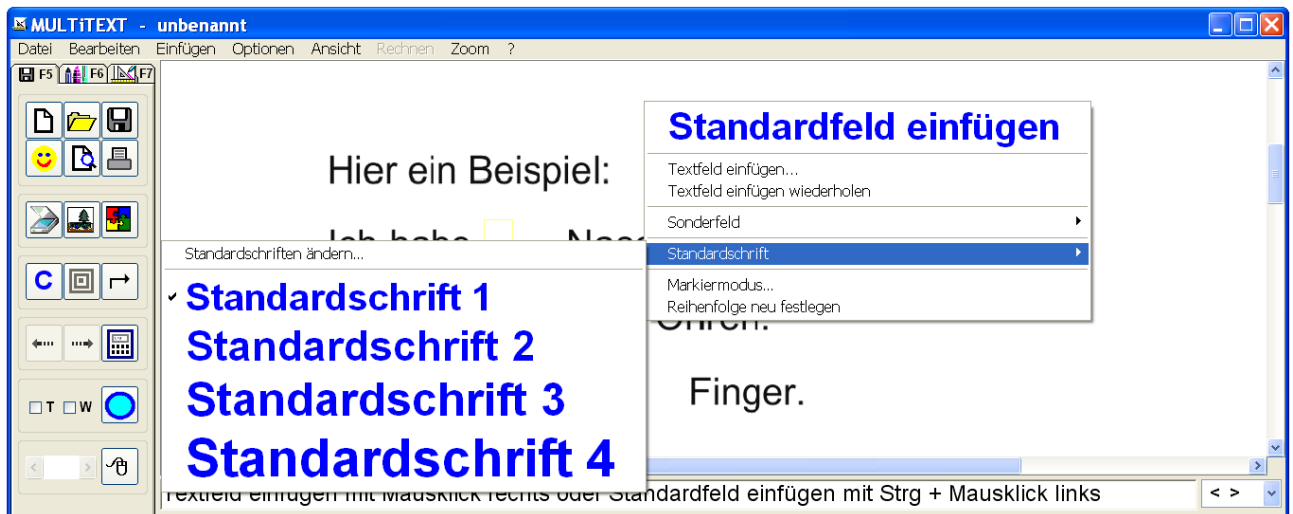 MULTiTEXT - unbenannt
Datei Bearbeiten Einfügen Optionen Ansicht Rechnen Zoom ?
F5 F6 F7
Hier ein Beispiel:
Ich habe
Finger.
Standardfeld einfügen
Textfeld einfügen...
Textfeld einfügen wiederholen
Sonderfeld
Standardschrift
Markiermodus...
Reihenfolge neu festlegen
Standardschriften ändern...
Standardschrift 1
Standardschrift 2
Standardschrift 3
Standardschrift 4
C
T W
Textfeld einfügen mit Mausklick rechts oder Standardfeld einfügen mit Strg + Mausklick links
< >